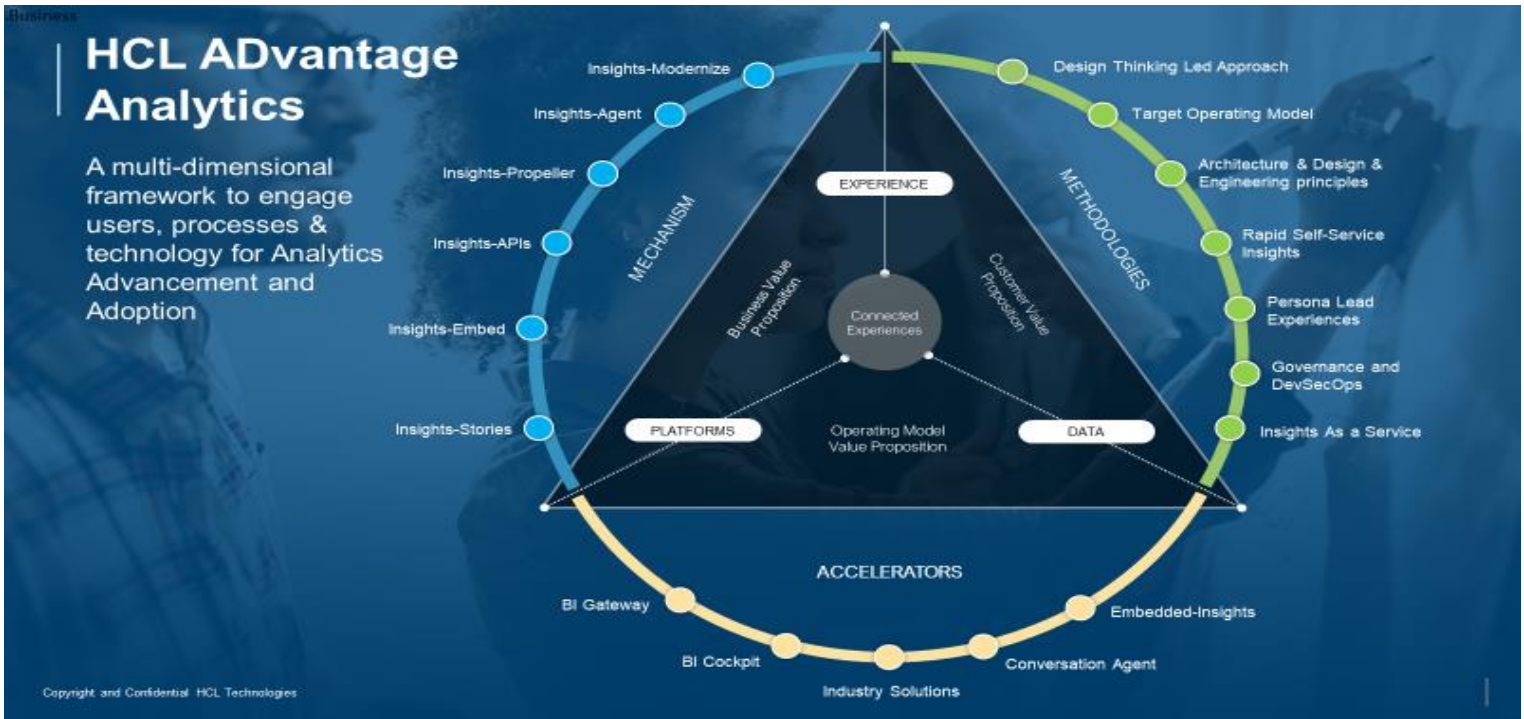 .Business
HCL ADvantage
Analytics
A multi-dimensional
framework to engage
users, processes &
technology for Analytics
Advancement and
Adoption
Insights-Modernize
Insights-Agent
Insights-Propeller
Insights-APIs
Insights-Embed
Insights-Stories
MECHANISM
Business Value
Proposition
EXPERIENCE
Connected
Experiences
PLATFORMS
Operating Model
Value Proposition
DATA
Customer Value
Proposition
METHODOLOGIES
Design Thinking Led Approach
Target Operating Model
Architecture & Design &
Engineering principles
Rapid Self-Service
Insights
Persona Lead
Experiences
Governance and
DevSecOps
Insights As a Service
ACCELERATORS
BI Gateway
BI Cockpit
Industry Solutions
Conversation Agent
Embedded-Insights
Copyright and Confidential HCL Technologies